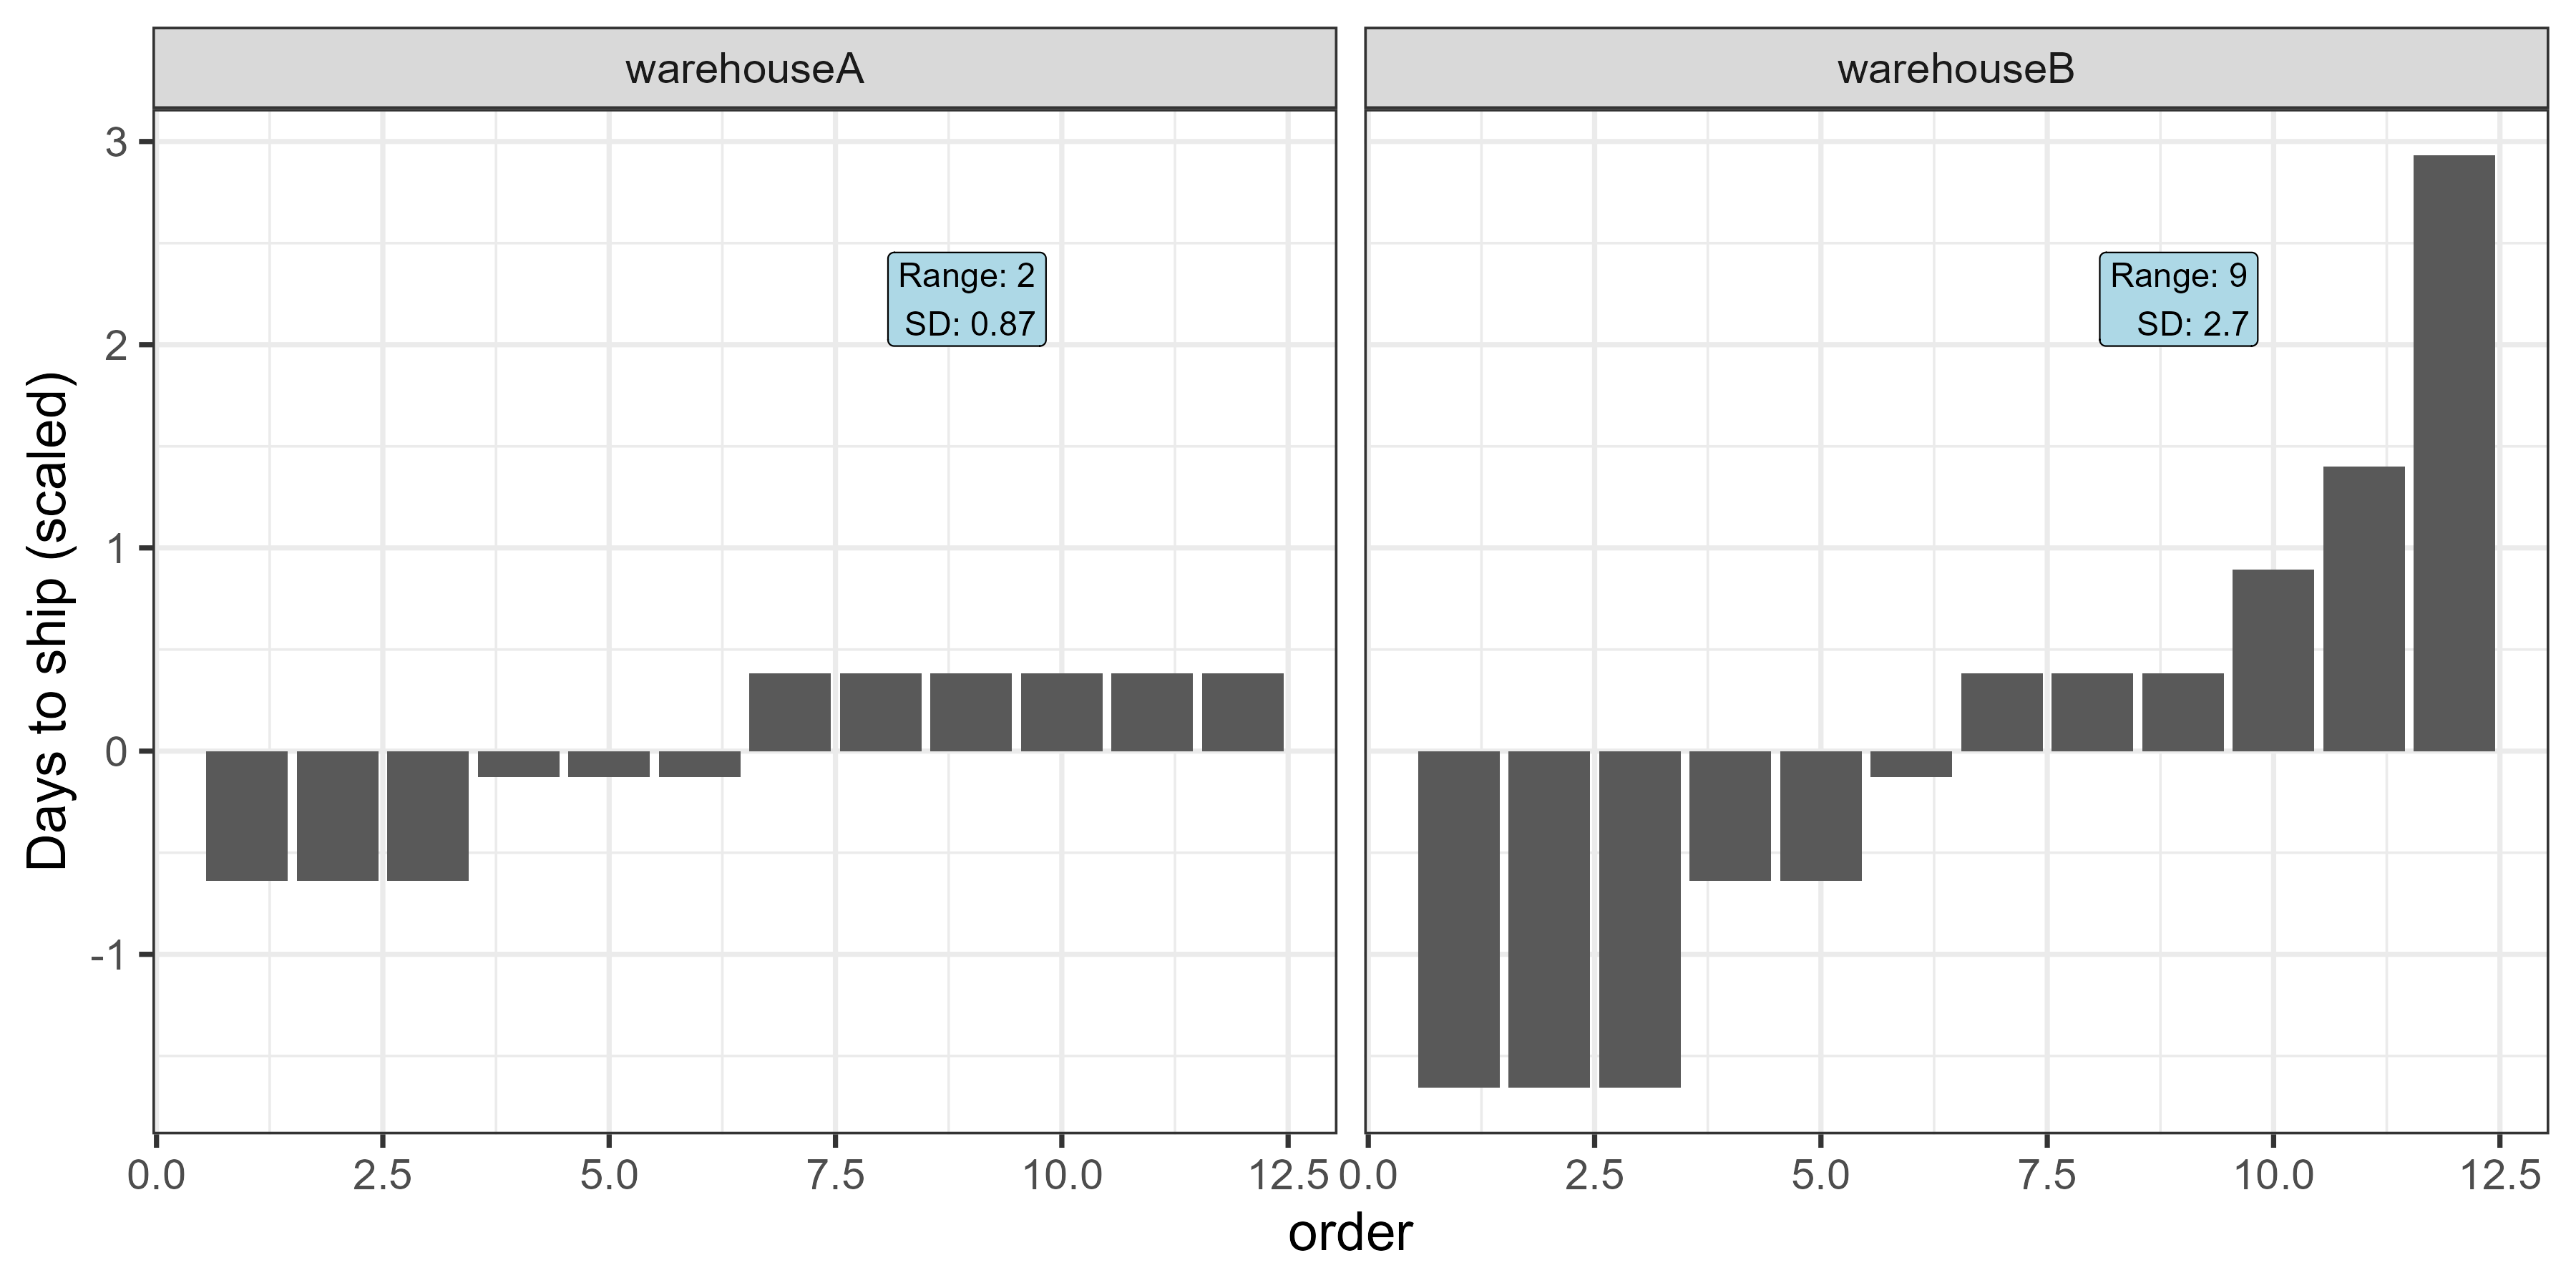 warehouseA
warehouseB
Days to ship (scaled)
3
2
1
0
-1
Range: 2
SD: 0.87
Range: 9
SD: 2.7
0.0 2.5 5.0 7.5 10.0 12.5
0.0 2.5 5.0 7.5 10.0 12.5
order